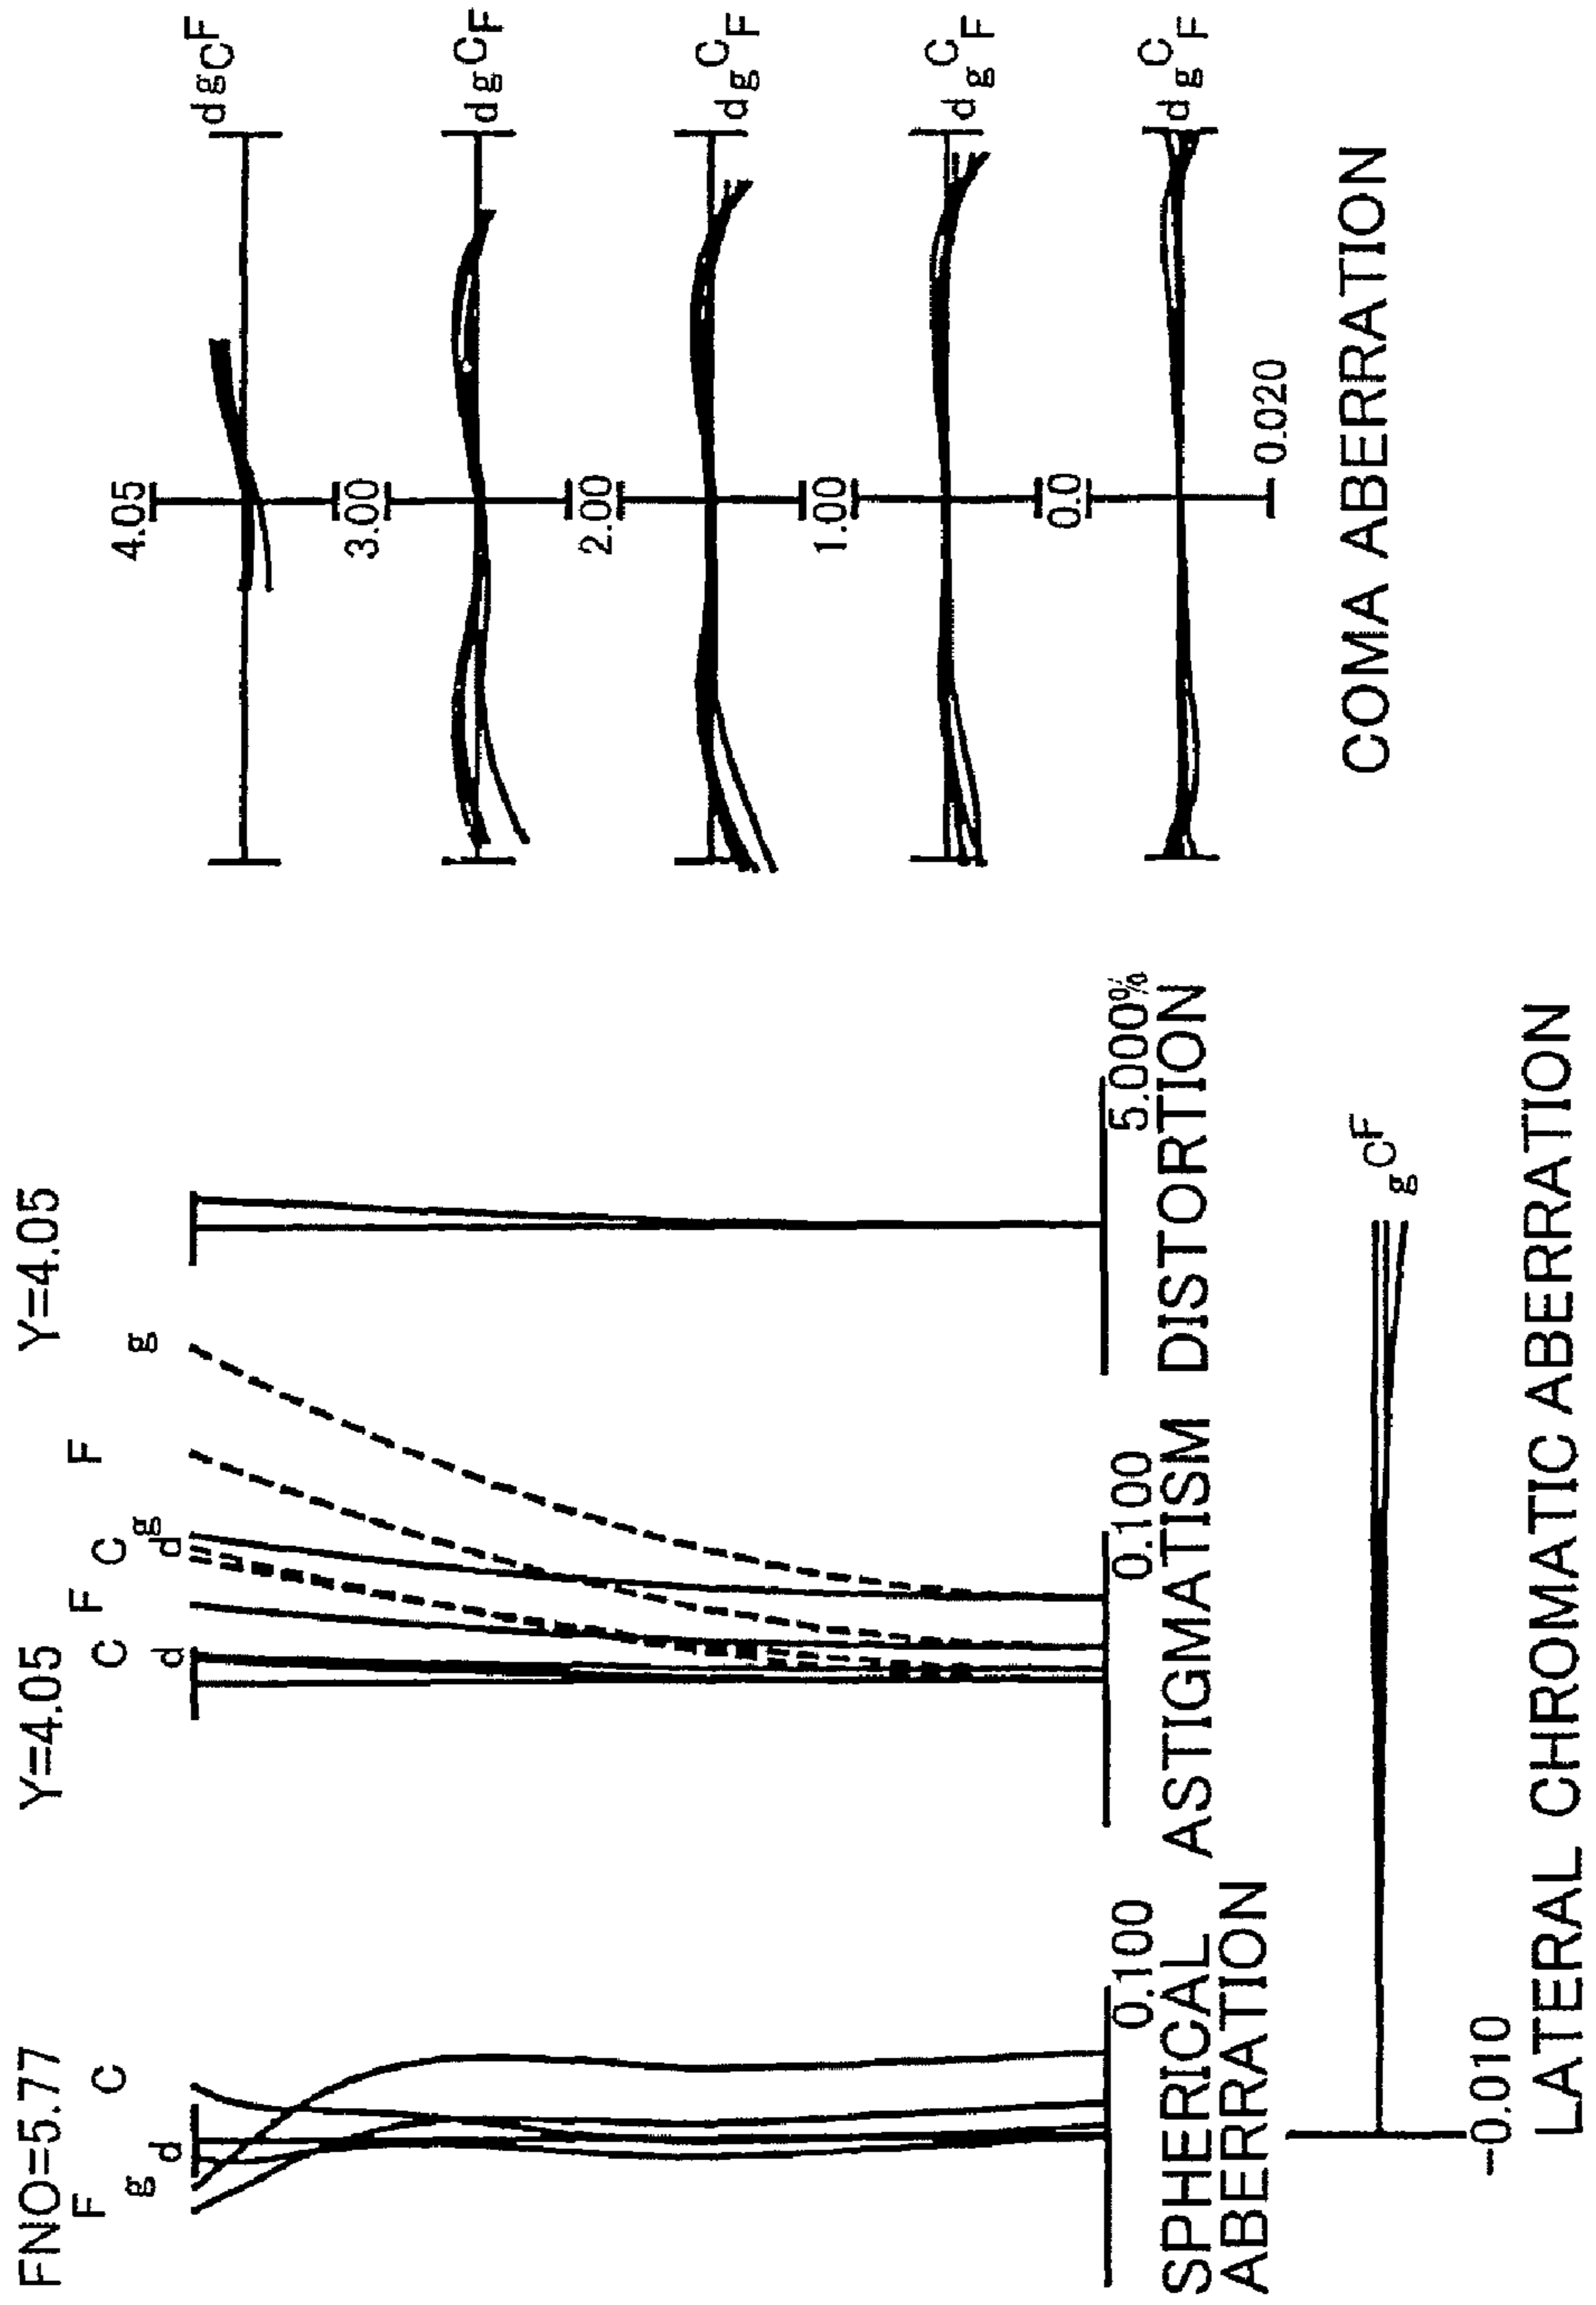 FNO=5.77
F
g
d
C
SPHERICAL
ABERRATION
0.100
Y=4.05
d
C
F
d
C
g
F
g
ASTIGMATISM
0.100
Y=4.05
DISTORTION
5.000%
-0.010
g
C
F
LATERAL CHROMATIC ABERRATION
4.05
d g C F
3.00
d g C F
2.00
d g C F
1.00
d g C F
0.0
d g C F
0.020
COMA ABERRATION